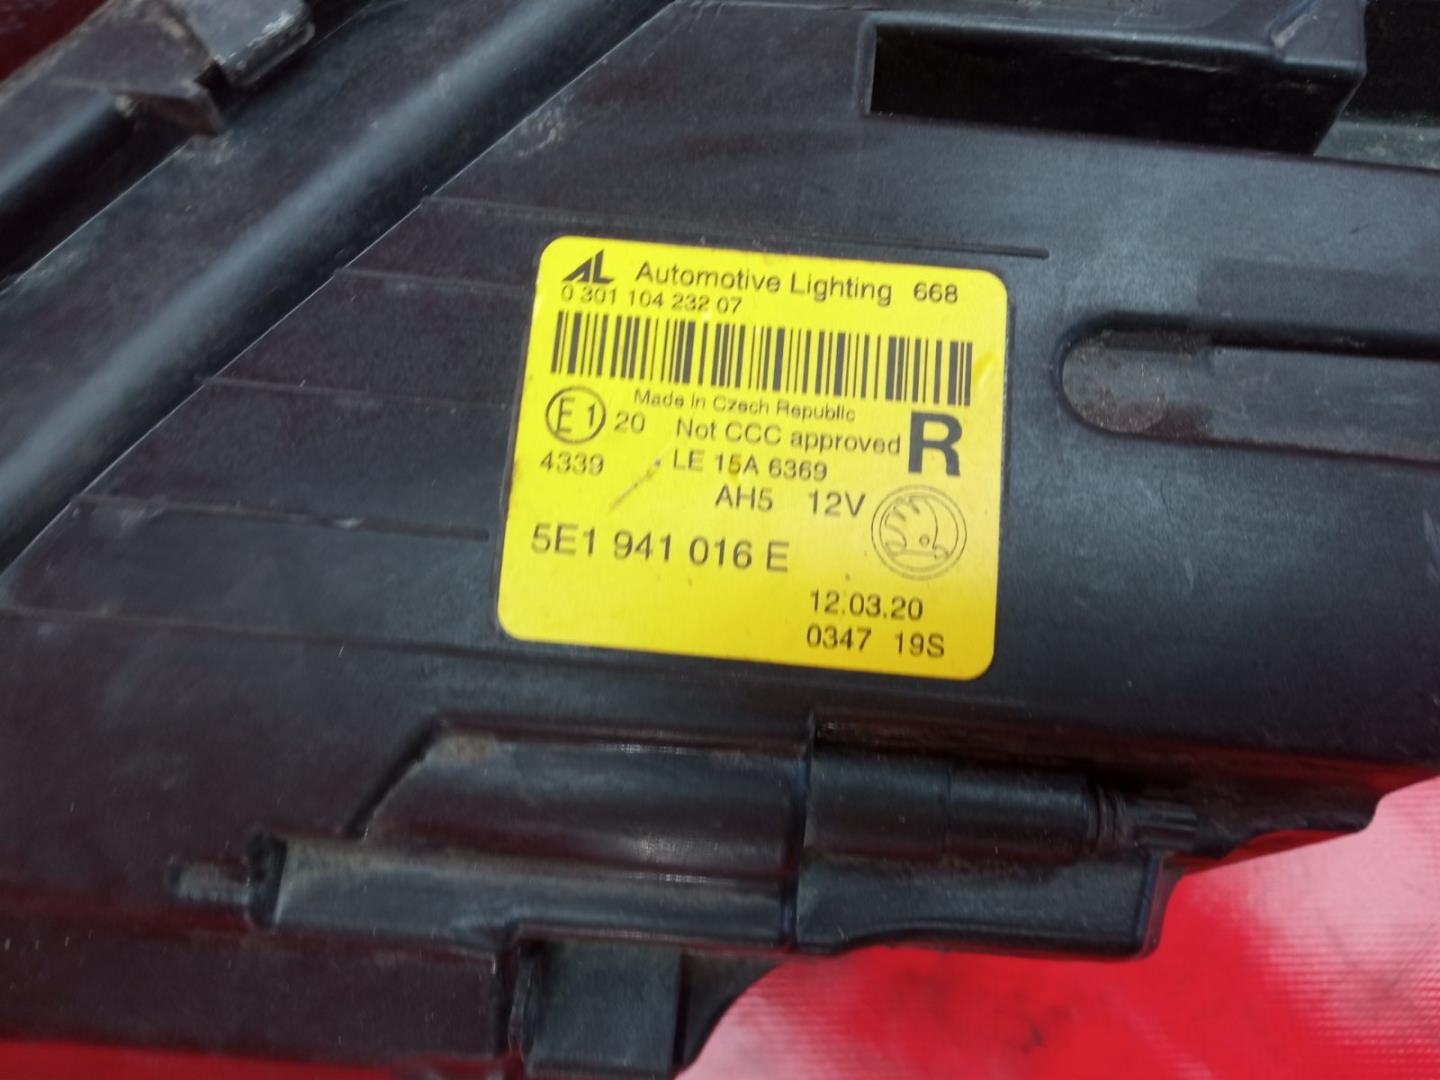 AL Automotive Lighting 668
0 301 104 232 07
Made in Czech Republic
E1 20 Not CCC approved R
4339 LE 15A 6369
AH5 12V
5E1 941 016 E
12.03.20
0347 19S